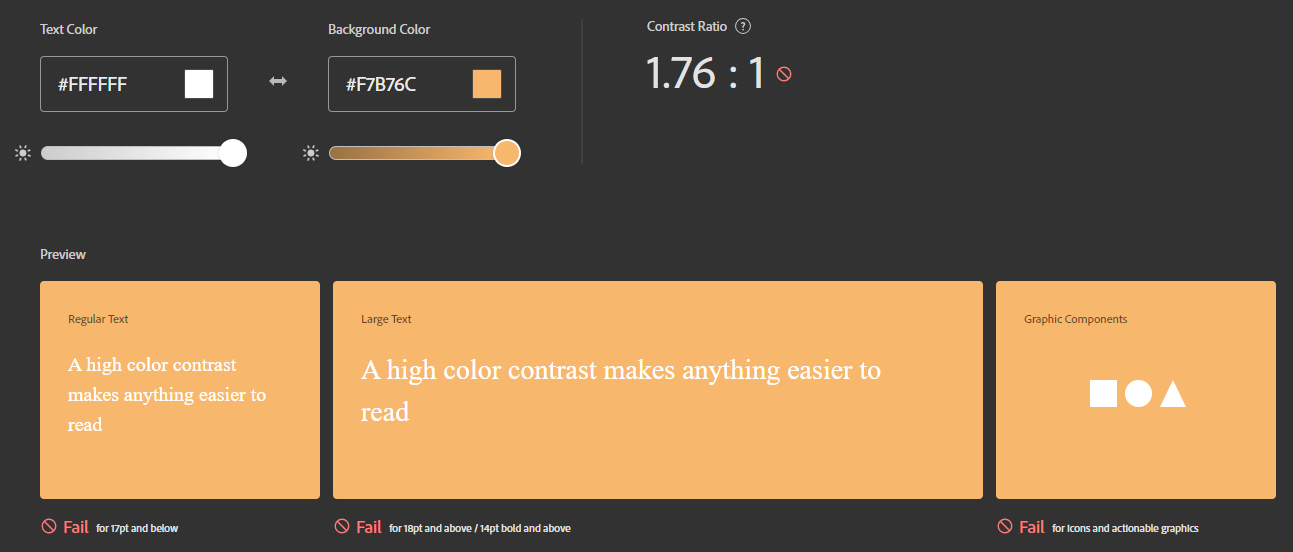 Text Color
Background Color
Contrast Ratio ?
#FFFFFF
#F7B76C
1.76 : 1
Preview
Regular Text
A high color contrast
makes anything easier to
read
Large Text
A high color contrast makes anything easier to
read
Graphic Components
Fail for 17pt and below
Fail for 18pt and above / 14pt bold and above
Fail for icons and actionable graphics